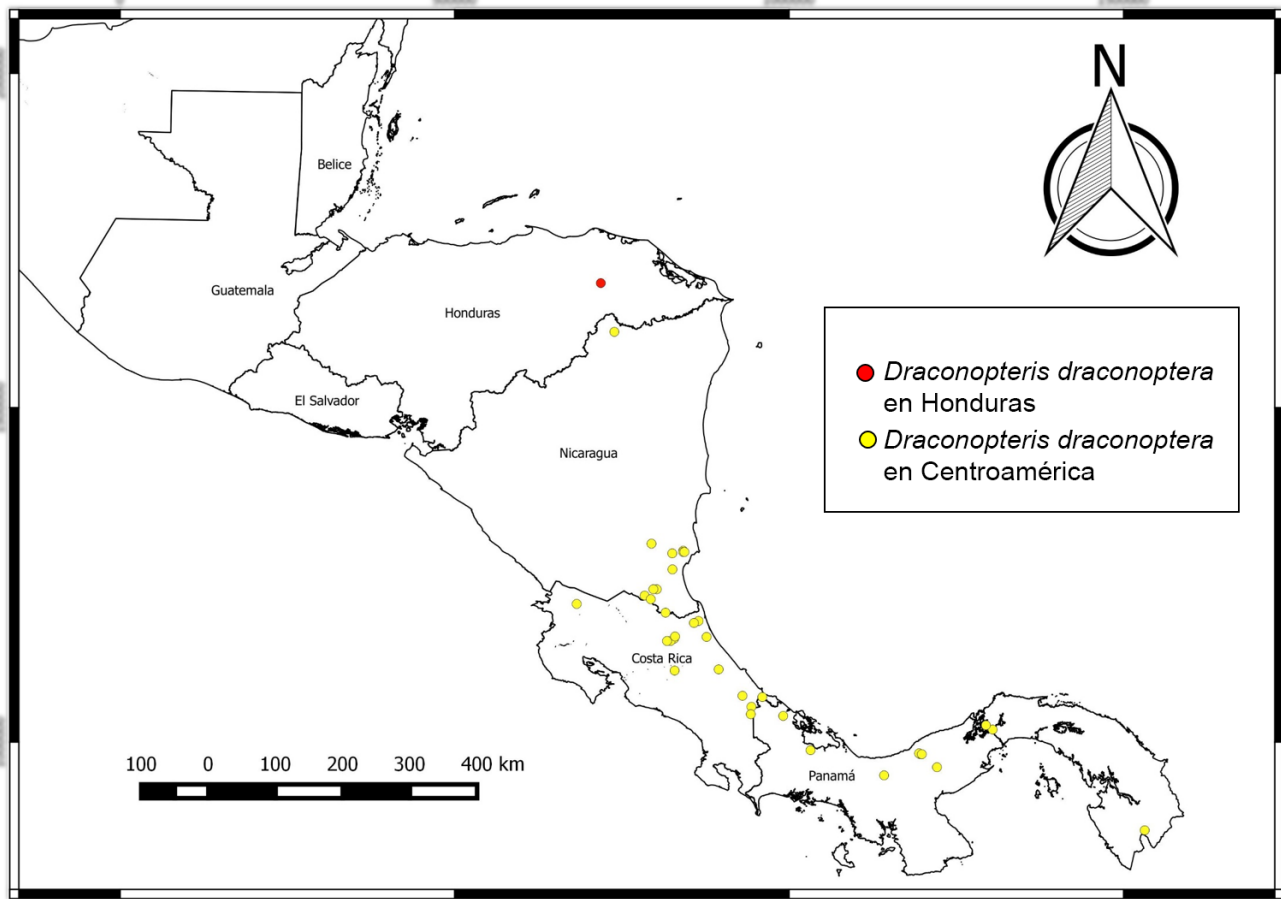 N
Belice
Guatemala
Honduras
El Salvador
Nicaragua
Costa Rica
Panamá
Draconopteris draconoptera
en Honduras
Draconopteris draconoptera
en Centroamérica
100 0 100 200 300 400 km